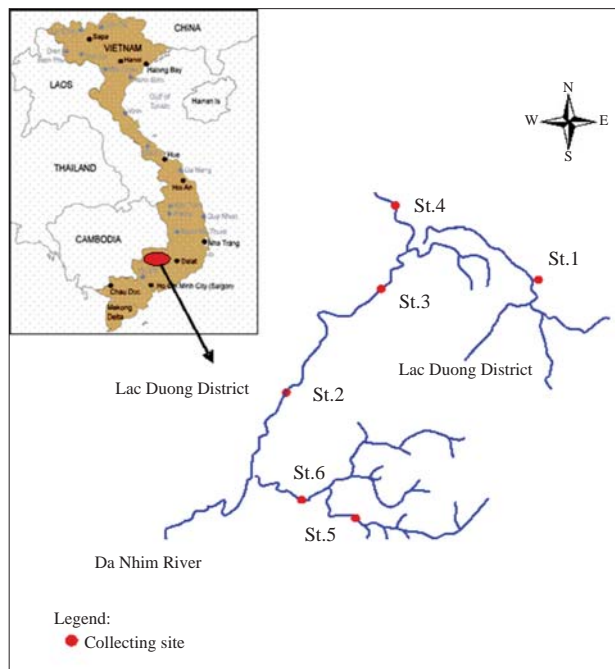 CHINA
Sapa
VIETNAM
Hanoi
Halong Bay
LAOS
Gulf of
Tonkin
Hainan Is
THAILAND
Hue
Da Nang
Hoi An
Quy Nhon
CAMBODIA
Nha Trang
Dalat
Chau Doc
Ho Chi Minh City (Saigon)
Mekong
Delta
N
W
E
S
St.4
St.1
St.3
Lac Duong District
Lac Duong District
St.2
St.6
St.5
Da Nhim River
Legend:
Collecting site